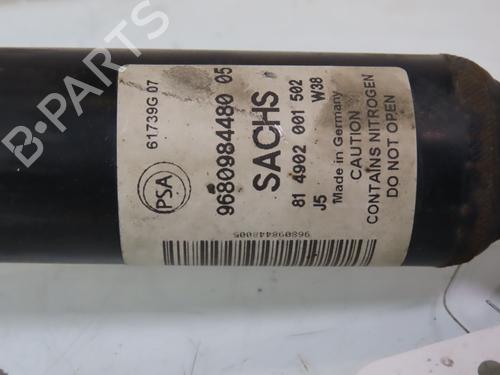 61739G 07
PSA
9680984480 05
SACHS
81 4902 001 502
J5 W38
Made in Germany
CAUTION
CONTAINS NITROGEN
DO NOT OPEN
968098448005
B-PARTS